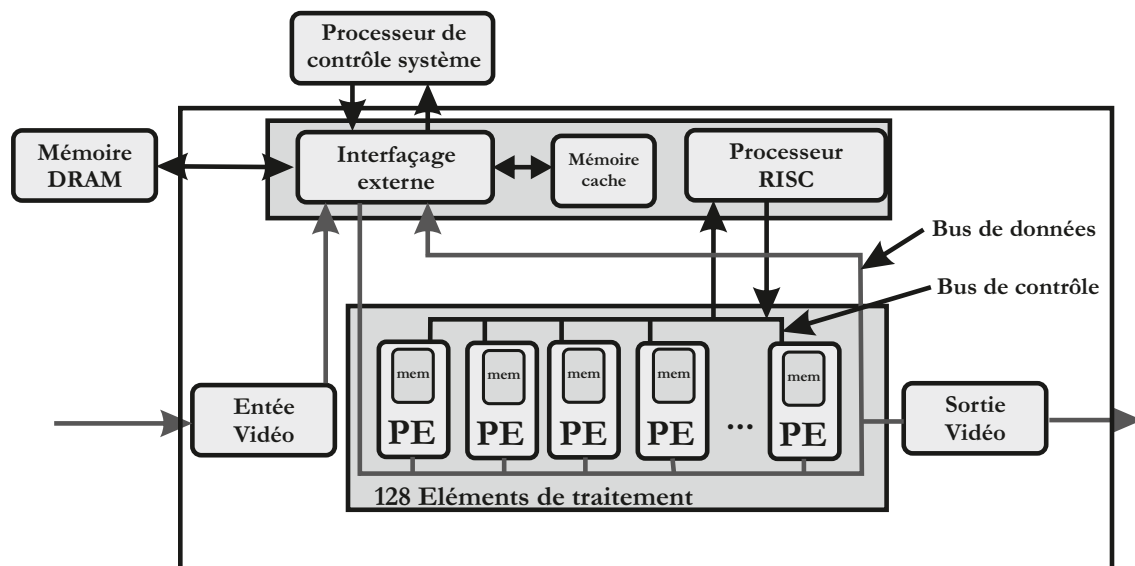 Processeur de
contrôle système
Mémoire
DRAM
Interfaçage
externe
Mémoire
cache
Processeur
RISC
Bus de données
Bus de contrôle
mem
mem
mem
mem
mem
PE
PE
PE
PE
...
PE
Entée
Vidéo
Sortie
Vidéo
128 Eléments de traitement